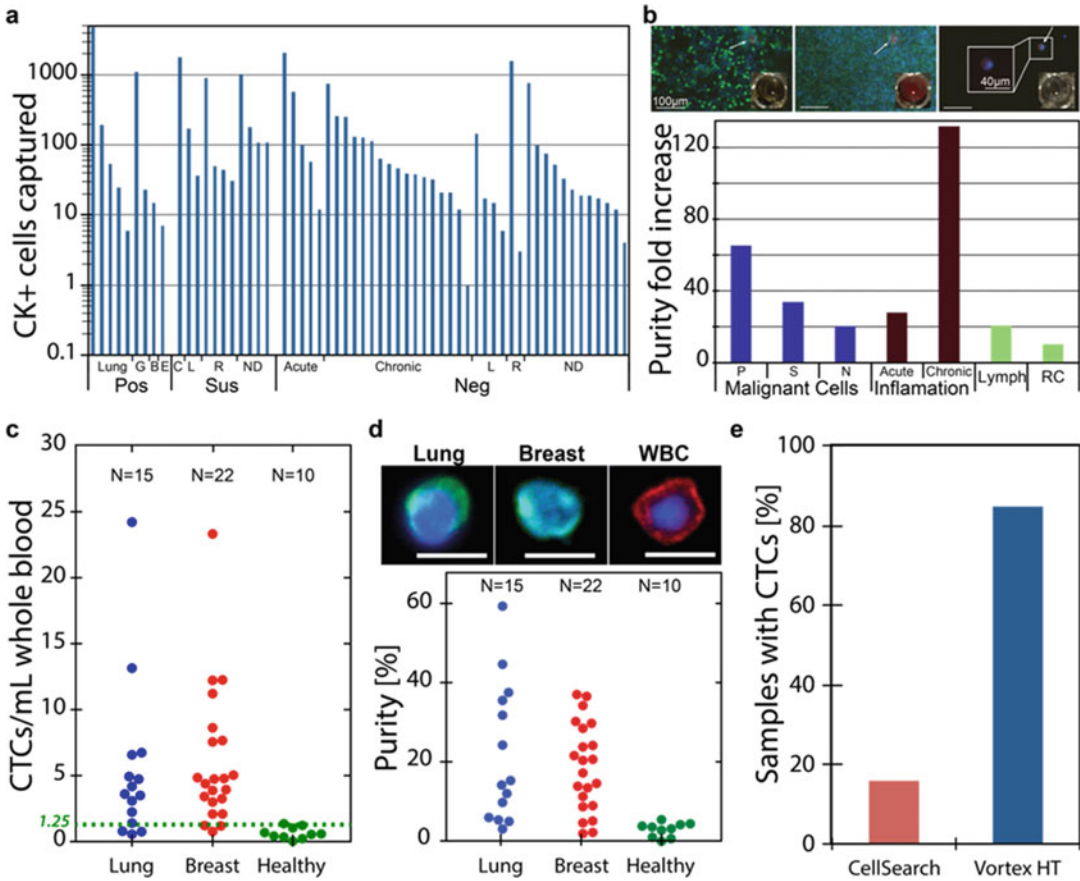 a
CK+ cells captured
1000
100
10
1
0.1
Lung G B E C L R ND Acute Chronic L R ND
Pos Sus Neg
b
100µm
40µm
Purity fold increase
120
80
40
0
P S N Acute Chronic Lymph RC
Malignant Cells Inflamation
c
CTCs/mL whole blood
30
25
20
15
10
5
1.25
0
N=15 N=22 N=10
Lung Breast Healthy
d
Lung Breast WBC
N=15 N=22 N=10
Purity [%]
60
40
20
0
Lung Breast Healthy
e
Samples with CTCs [%]
100
80
60
40
20
0
CellSearch Vortex HT